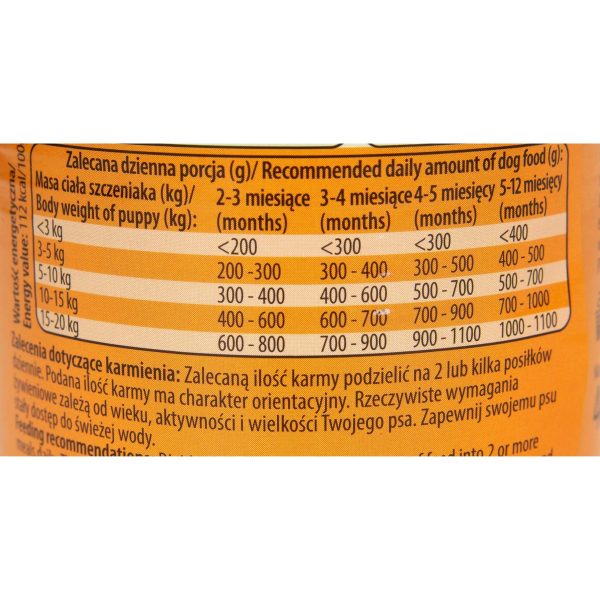 Wartość energetyczna/
Energy value: 112 kcal/100
Zalecana dzienna porcja (g)/ Recommended daily amount of dog food (g):
Masa ciała szczeniaka (kg)/ 2-3 miesiące 3-4 miesiące 4-5 miesięcy 5-12 miesięcy
Body weight of puppy (kg): (months) (months) (months) (months)
<3 kg <200 <300 <300 <400
3-5 kg 200 -300 300 - 400 300 - 500 400 - 500
5-10 kg 300 - 400 400 - 600 500 - 700 500 - 700
10-15 kg 400 - 600 600 - 700 700 - 900 700 - 1000
15-20 kg 600 - 800 700 - 900 900 - 1100 1000 - 1100
Zalecenia dotyczące karmienia: Zalecaną ilość karmy podzielić na 2 lub kilka posiłków
dziennie. Podana ilość karmy ma charakter orientacyjny. Rzeczywiste wymagania
żywieniowe zależą od wieku, aktywności i wielkości Twojego psa. Zapewnij swojemu psu
stały dostęp do świeżej wody.
Feeding recommendations: food into 2 or more